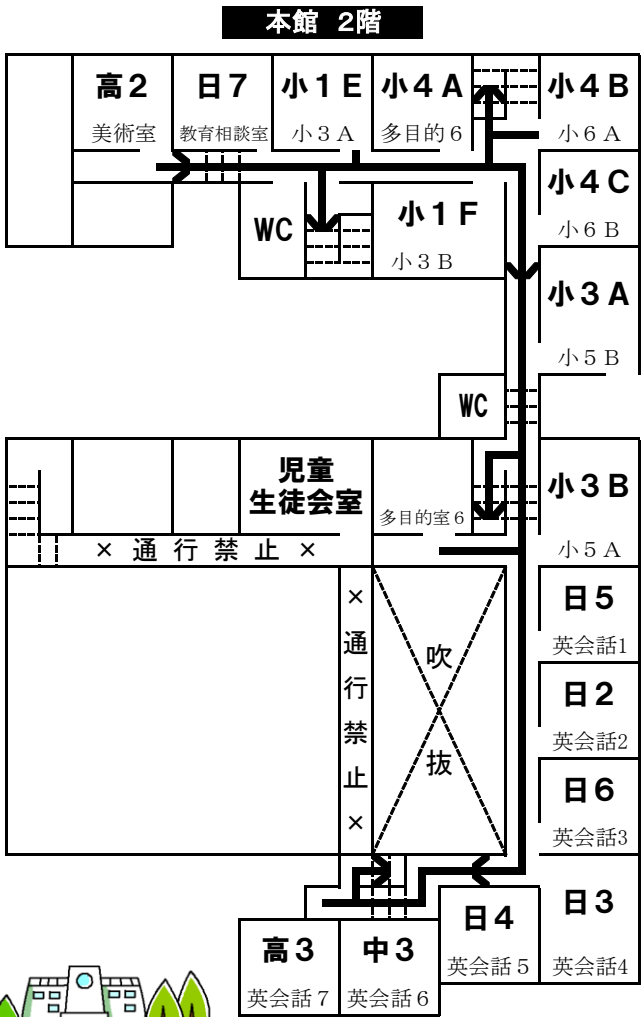 本館 2階
高2 日7 小1E 小4A 小4B
美術室 教育相談室 小3A 多目的6 小6A
小4C
WC 小1F
小6B
小3B
小3A
小5B
WC
児童
生徒会室
小3B
多目的室6
× 通行禁止 ×
小5A
日5
×通行禁止×
英会話1
吹抜
日2
英会話2
日6
英会話3
日4 日3
高3 中3
英会話5 英会話4
英会話7 英会話6